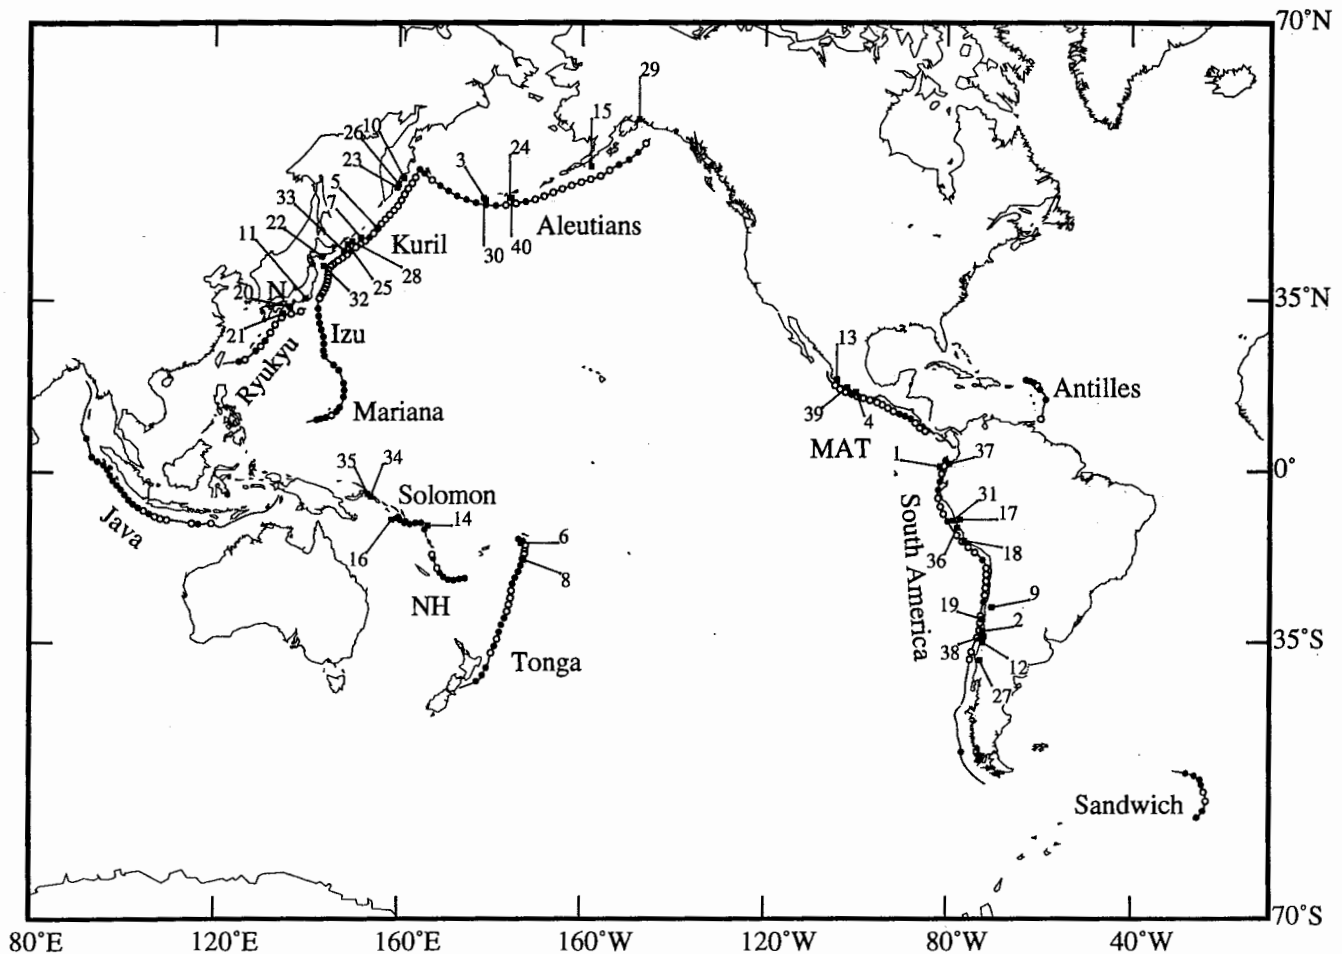 70°N
29
15
10
26
24
3
23
5
7
33
22
Aleutians
11
Kuril
40
30
28
25
N
20
32
35°N
21
Izu
13
Ryukyu
Antilles
Mariana
39
4
MAT
1
37
35
34
0°
Solomon
31
17
14
Java
6
16
36
18
8
South America
9
NH
19
2
35°S
38
12
Tonga
27
Sandwich
70°S
80°E
120°E
160°E
160°W
120°W
80°W
40°W